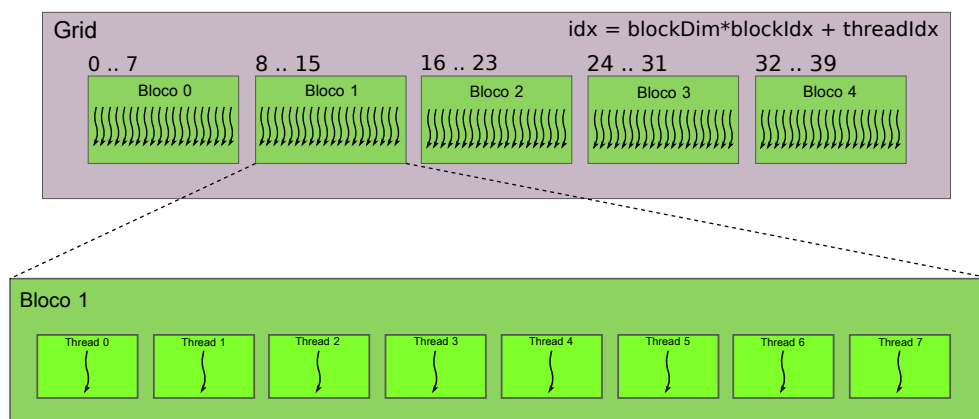 Grid
idx = blockDim*blockIdx + threadIdx
0 .. 7
8 .. 15
16 .. 23
24 .. 31
32 .. 39
Bloco 0
Bloco 1
Bloco 2
Bloco 3
Bloco 4
Bloco 1
Thread 0
Thread 1
Thread 2
Thread 3
Thread 4
Thread 5
Thread 6
Thread 7